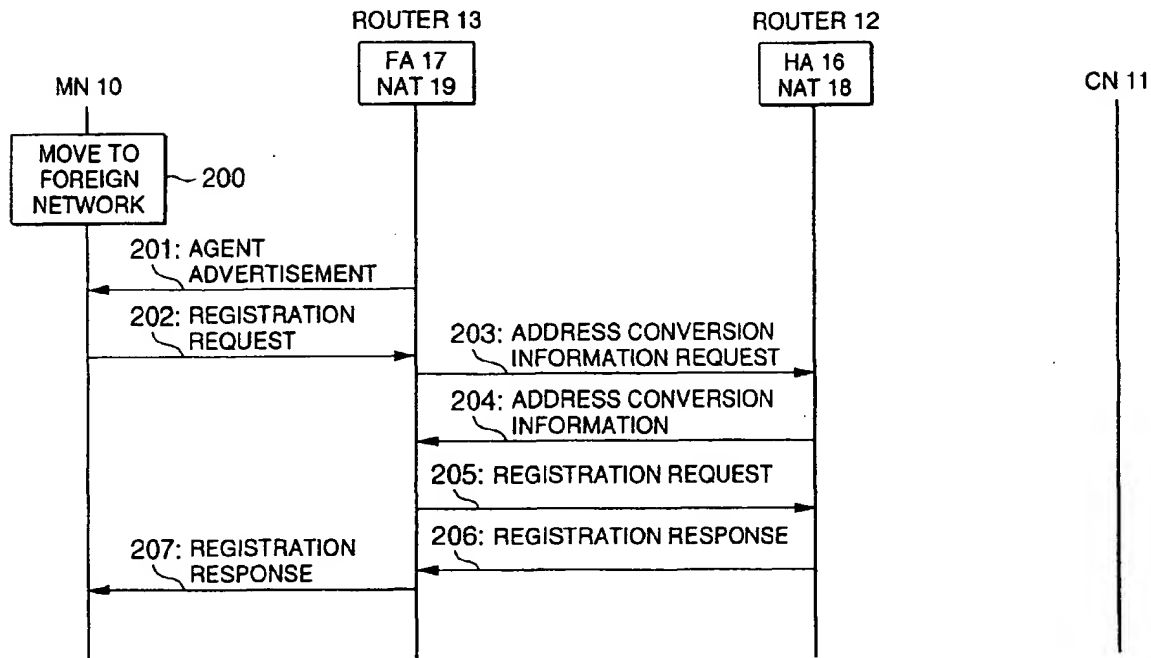 ROUTER 13
ROUTER 12
FA 17
NAT 19
HA 16
NAT 18
MN 10
CN 11
MOVE TO
FOREIGN
NETWORK
200
201: AGENT
ADVERTISEMENT
202: REGISTRATION
REQUEST
203: ADDRESS CONVERSION
INFORMATION REQUEST
204: ADDRESS CONVERSION
INFORMATION
205: REGISTRATION REQUEST
206: REGISTRATION RESPONSE
207: REGISTRATION
RESPONSE